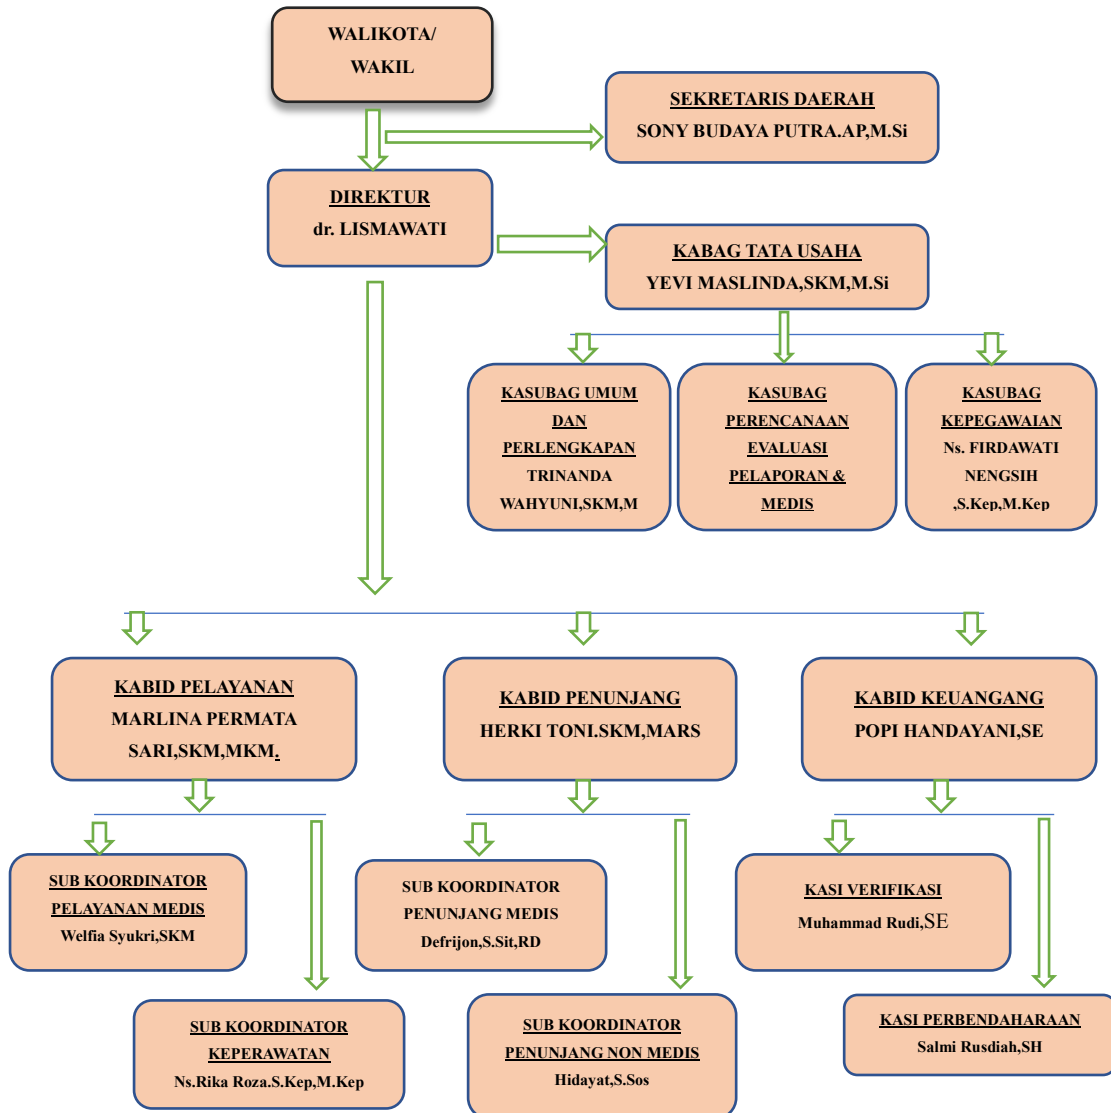 WALIKOTA/
WAKIL
SEKRETARIS DAERAH
SONY BUDAYA PUTRA.AP,M.Si
DIREKTUR
dr. LISMAWATI
KABAG TATA USAHA
YEVI MASLINDA,SKM,M.Si
KASUBAG UMUM
DAN
PERLENGKAPAN
TRINANDA
WAHYUNI,SKM,M
KASUBAG
PERENCANAAN
EVALUASI
PELAPORAN &
MEDIS
KASUBAG
KEPEGAWAIAN
Ns. FIRDAWATI
NENGSIH
,S.Kep,M.Kep
KABID PELAYANAN
MARLINA PERMATA
SARI,SKM,MKM.
KABID PENUNJANG
HERKI TONI.SKM,MARS
KABID KEUANGANG
POPI HANDAYANI,SE
SUB KOORDINATOR
PELAYANAN MEDIS
Welfia Syukri,SKM
SUB KOORDINATOR
PENUNJANG MEDIS
Defrijon,S.Sit,RD
KASI VERIFIKASI
Muhammad Rudi,SE
SUB KOORDINATOR
KEPERAWATAN
Ns.Rika Roza.S.Kep,M.Kep
SUB KOORDINATOR
PENUNJANG NON MEDIS
Hidayat,S.Sos
KASI PERBENDAHARAAN
Salmi Rusdiah,SH